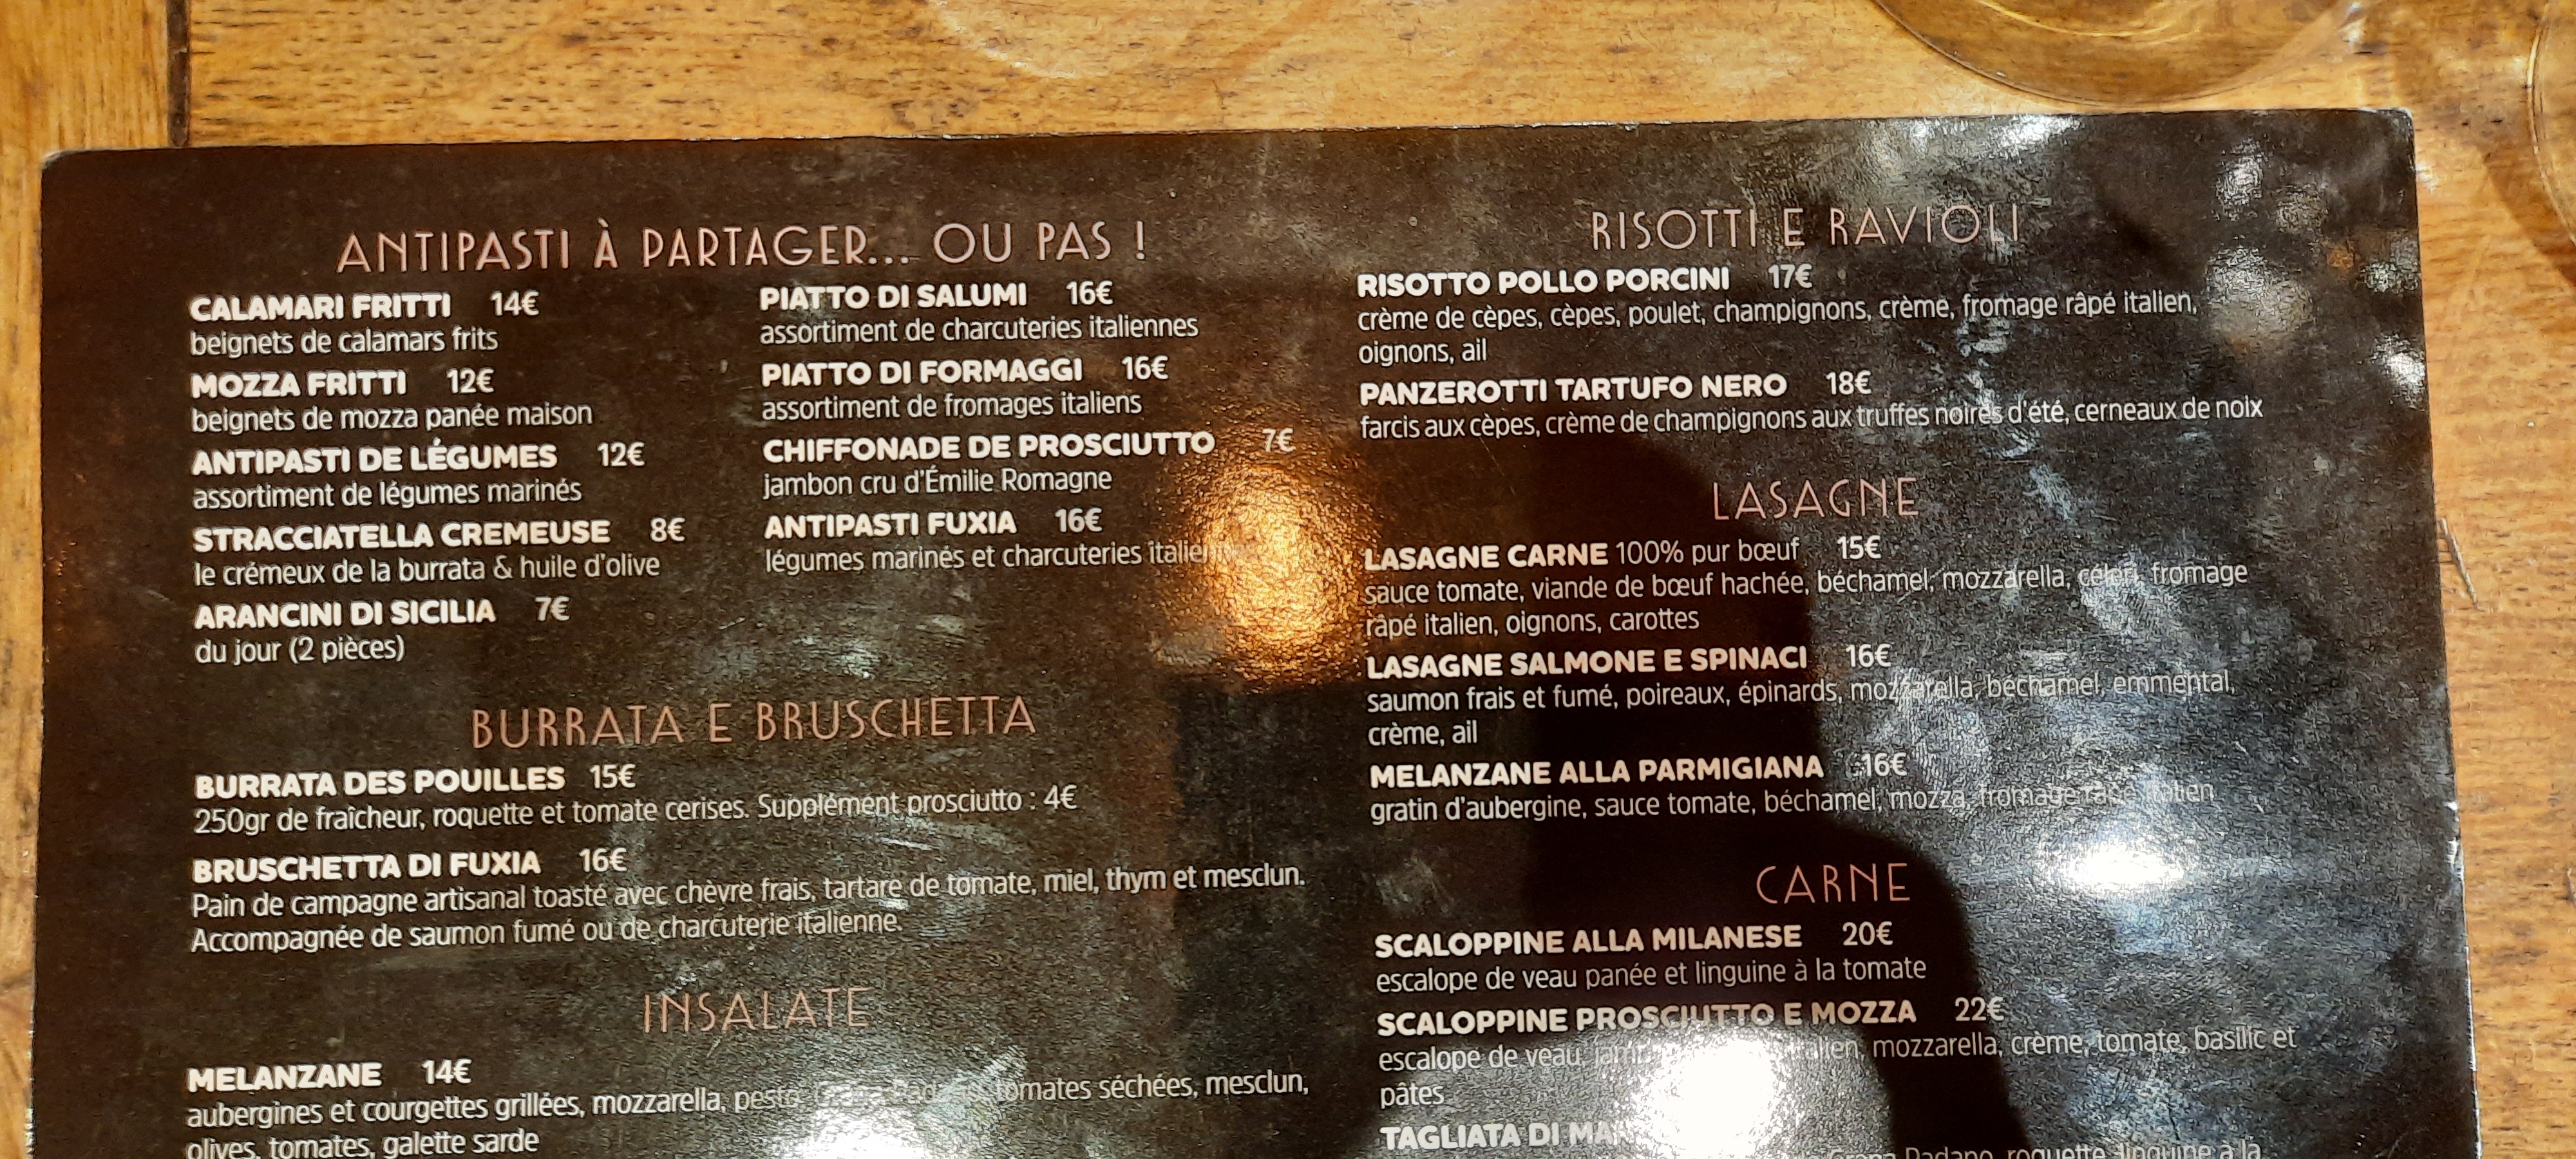 ANTIPASTI À PARTAGER... OU PAS !
CALAMARI FRITTI 14€
beignets de calamars frits
MOZZA FRITTI 12€
beignets de mozza panée maison
ANTIPASTI DE LÉGUMES 12€
assortiment de légumes marinés
STRACCIATELLA CREMEUSE 8€
le crémeux de la burrata & huile d'olive
ARANCINI DI SICILIA 7€
du jour (2 pièces)
PIATTO DI SALUMI 16€
assortiment de charcuteries italiennes
PIATTO DI FORMAGGI 16€
assortiment de fromages italiens
CHIFFONADE DE PROSCIUTTO 7€
jambon cru d'Émilie Romagne
ANTIPASTI FUXIA 16€
légumes marinés et charcuteries
BURRATA E BRUSCHETTA
BURRATA DES POUILLES 15€
250gr de fraîcheur, roquette et tomate cerises. Supplément prosciutto : 4€
BRUSCHETTA DI FUXIA 16€
Pain de campagne artisanal toasté avec chèvre frais, tartare de tomate, miel, thym et mesclun.
Accompagnée de saumon fumé ou de charcuterie italienne.
INSALATE
MELANZANE 14€
aubergines et courgettes grillées, mozzarella, pesto, tomates séchées, mesclun,
olives, tomates, galette sarde
RISOTTI E RAVIOLI
RISOTTO POLLO PORCINI 17€
crème de cèpes, cèpes, poulet, champignons, crème, fromage râpé italien,
oignons, ail
PANZEROTTI TARTUFO NERO 18€
farcis aux cèpes, crème de champignons aux truffes noires d'été, cerneaux de noix
LASAGNE
LASAGNE CARNE 100% pur bœuf 15€
sauce tomate, viande de bœuf hachée, béchamel, mozzarella, céleri, fromage
râpé italien, oignons, carottes
LASAGNE SALMONE E SPINACI 16€
saumon frais et fumé, poireaux, épinards, mozzarella, béchamel, emmental,
crème, ail
MELANZANE ALLA PARMIGIANA 16€
gratin d'aubergine, sauce tomate, béchamel, mozza, fromage râpé italien
CARNE
SCALOPPINE ALLA MILANESE 20€
escalope de veau panée et linguine à la tomate
SCALOPPINE PROSCIUTTO E MOZZA 22€
escalope de veau, mozzarella, crème, tomate, basilic et
pâtes
TAGLIATA DI
Padano, roquette, linguine à la